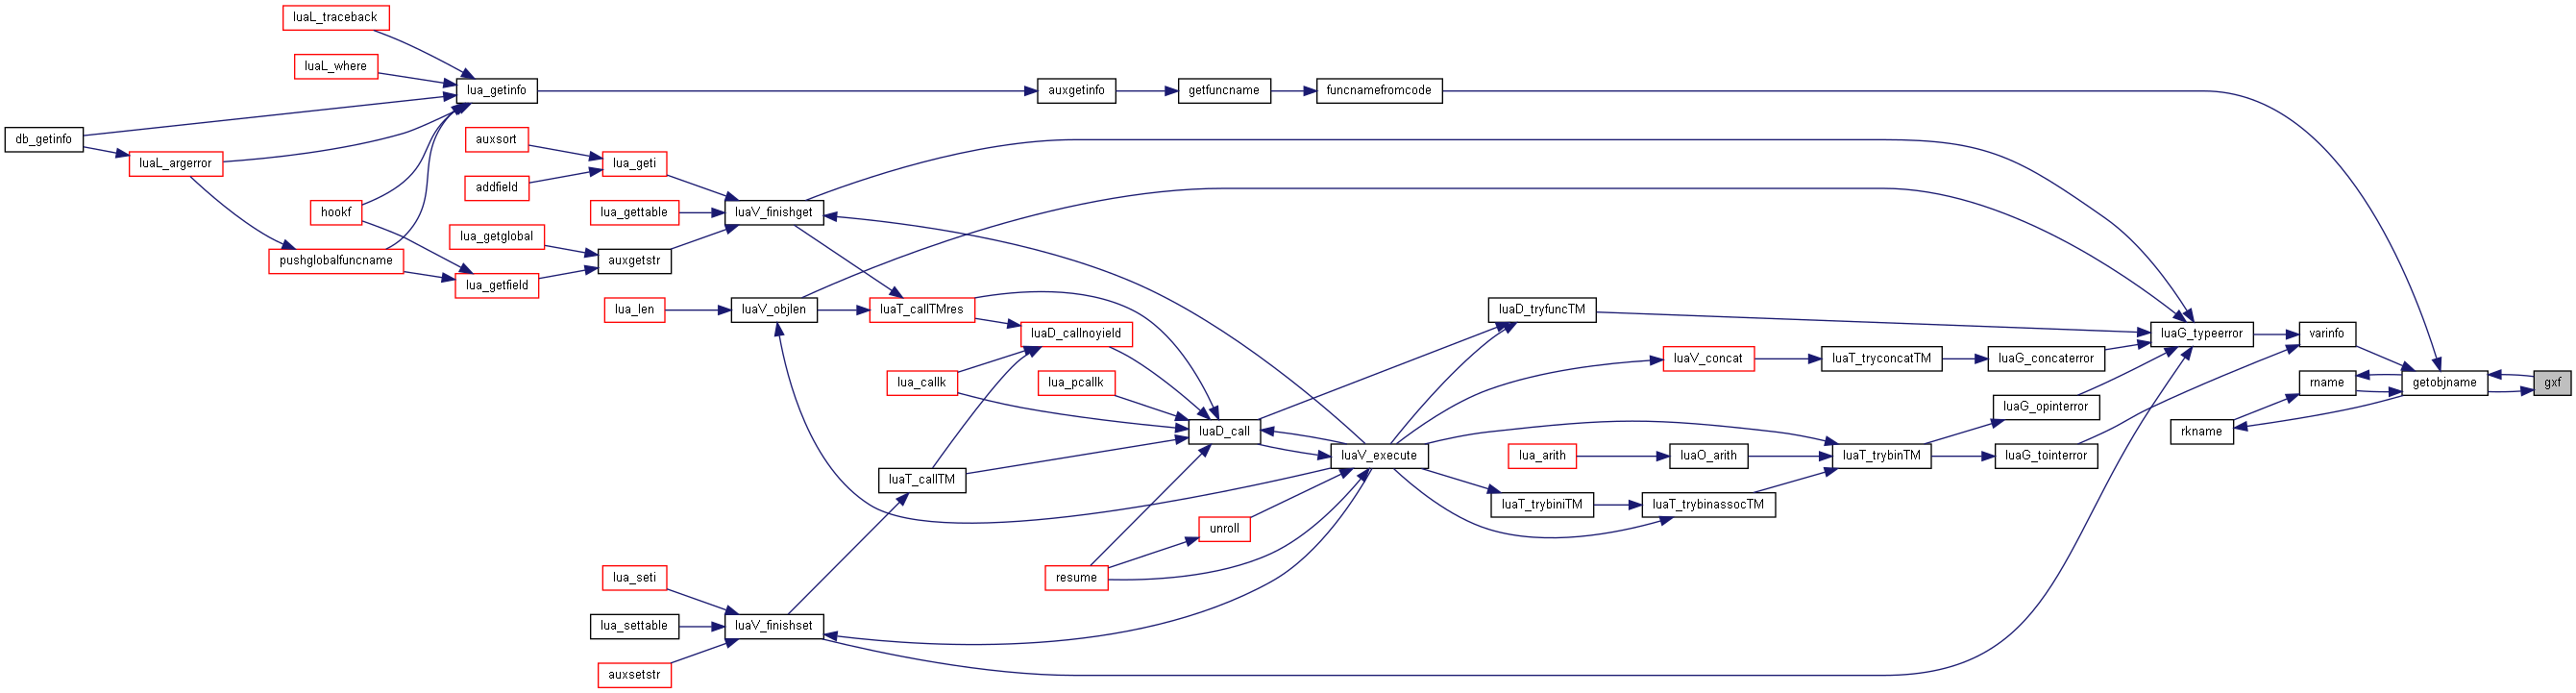 luaL_traceback
luaL_where
lua_getinfo
auxgetinfo
getfuncname
funcnamefromcode
db_getinfo
luaL_argerror
auxsort
lua_geti
addfield
hookf
lua_gettable
luaV_finishget
lua_getglobal
pushglobalfuncname
auxgetstr
lua_getfield
lua_len
luaV_objlen
luaT_callTMres
luaD_tryfuncTM
luaD_callnoyield
luaG_typeerror
varinfo
luaV_concat
luaT_tryconcatTM
luaG_concaterror
lua_callk
lua_pcallk
rname
getobjname
gxf
luaG_opinterror
luaD_call
rkname
luaV_execute
lua_arith
luaO_arith
luaT_trybinTM
luaG_tointerror
luaT_callTM
luaT_trybiniTM
luaT_trybinassocTM
unroll
resume
lua_seti
lua_settable
luaV_finishset
auxsetstr